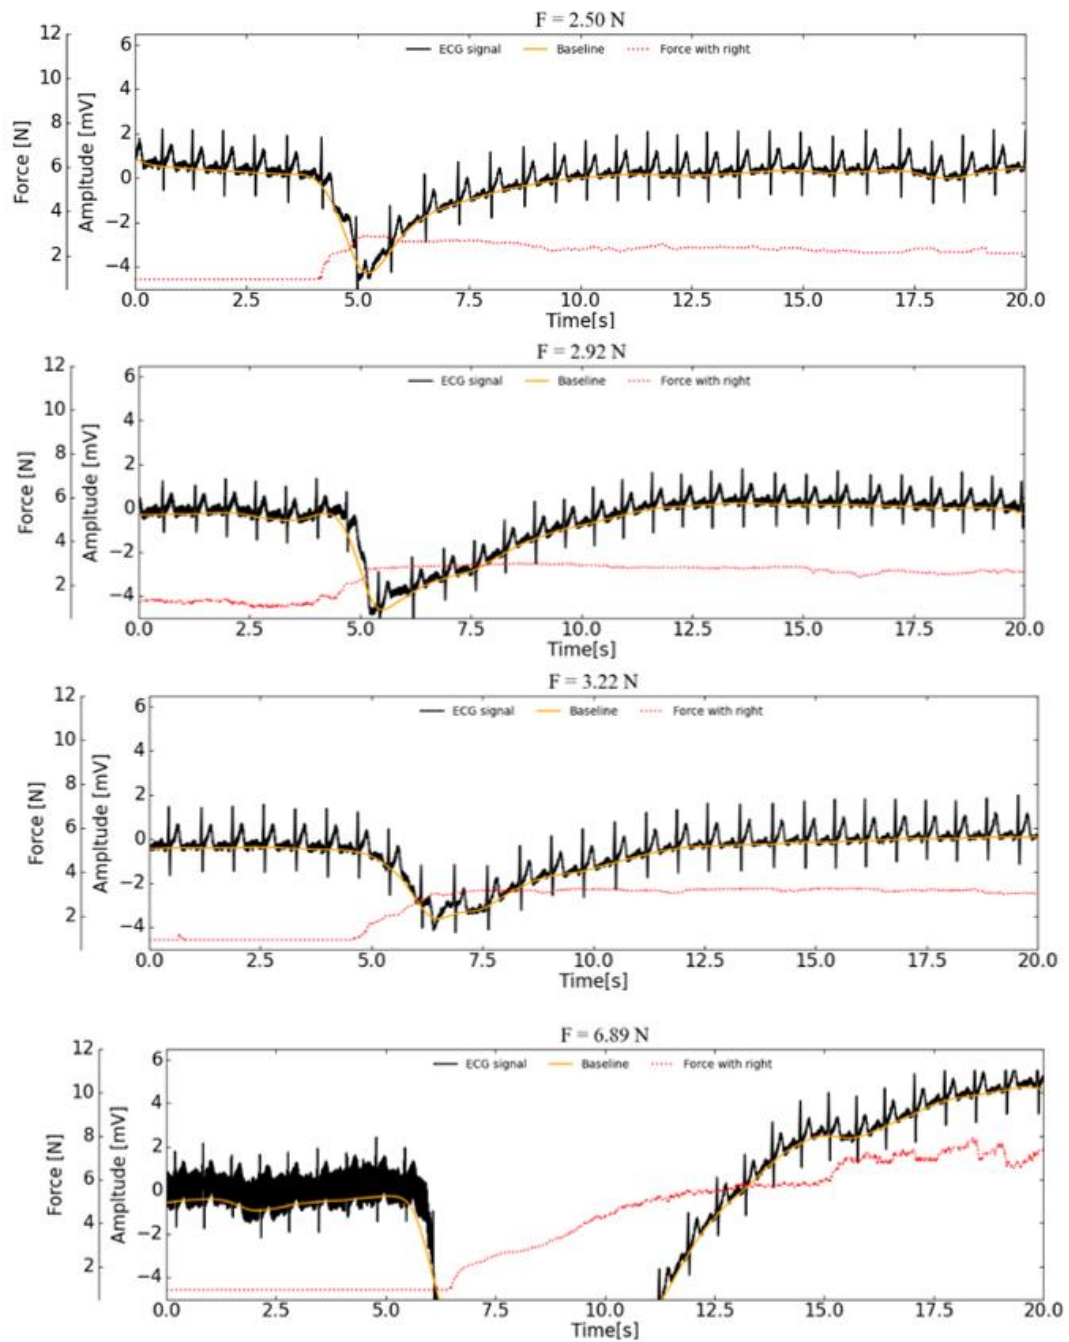 F = 2.50 N
ECG signal Baseline Force with right
Force [N]
12
10
8
6
4
2
Ampltude [mV]
6
4
2
0
−2
−4
0.0 2.5 5.0 7.5 10.0 12.5 15.0 17.5 20.0
Time[s]
F = 2.92 N
ECG signal Baseline Force with right
Force [N]
12
10
8
6
4
2
Ampltude [mV]
6
4
2
0
−2
−4
0.0 2.5 5.0 7.5 10.0 12.5 15.0 17.5 20.0
Time[s]
F = 3.22 N
ECG signal Baseline Force with right
Force [N]
12
10
8
6
4
2
Ampltude [mV]
6
4
2
0
−2
−4
0.0 2.5 5.0 7.5 10.0 12.5 15.0 17.5 20.0
Time[s]
F = 6.89 N
ECG signal Baseline Force with right
Force [N]
12
10
8
6
4
2
Ampltude [mV]
6
4
2
0
−2
−4
0.0 2.5 5.0 7.5 10.0 12.5 15.0 17.5 20.0
Time[s]